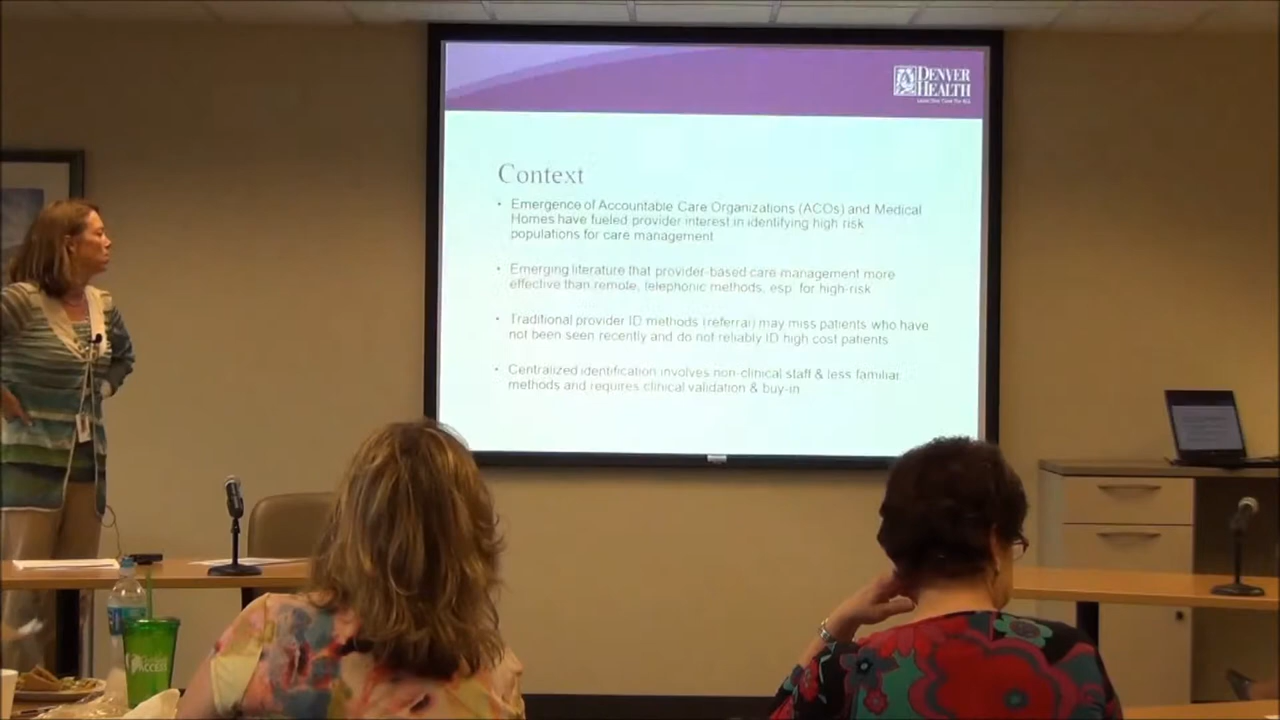 DENVER
HEALTH
Context
• Emergence of Accountable Care Organizations (ACOs) and Medical
Homes have fueled provider interest in identifying high risk
populations for care management
• Emerging literature that provider-based care management more
effective than remote, telephonic methods, esp. for high-risk
• Traditional provider ID methods (referral) may miss patients who have
not been seen recently and do not reliably ID high cost patients
• Centralized identification involves non-clinical staff & less familiar
methods and requires clinical validation & buy-in
ACCESS